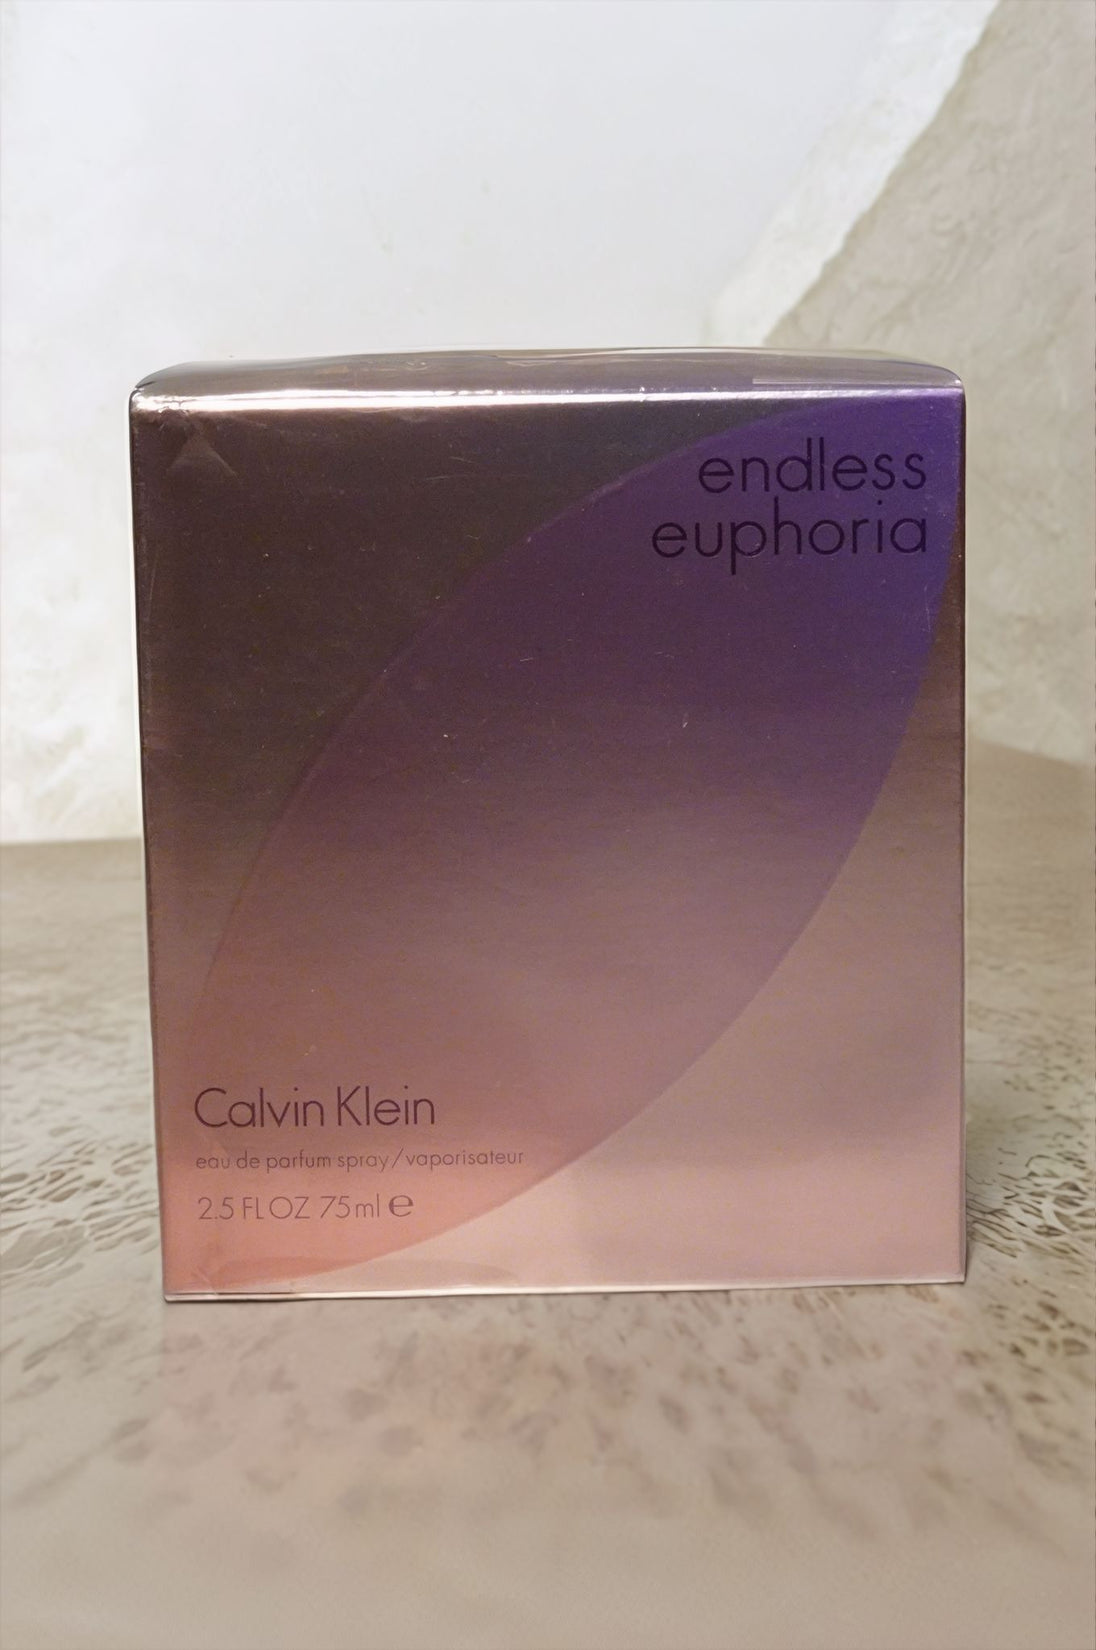 endless
euphoria
Calvin Klein
eau de parfum spray/vaporisateur
2.5 FL OZ 75ml ℮